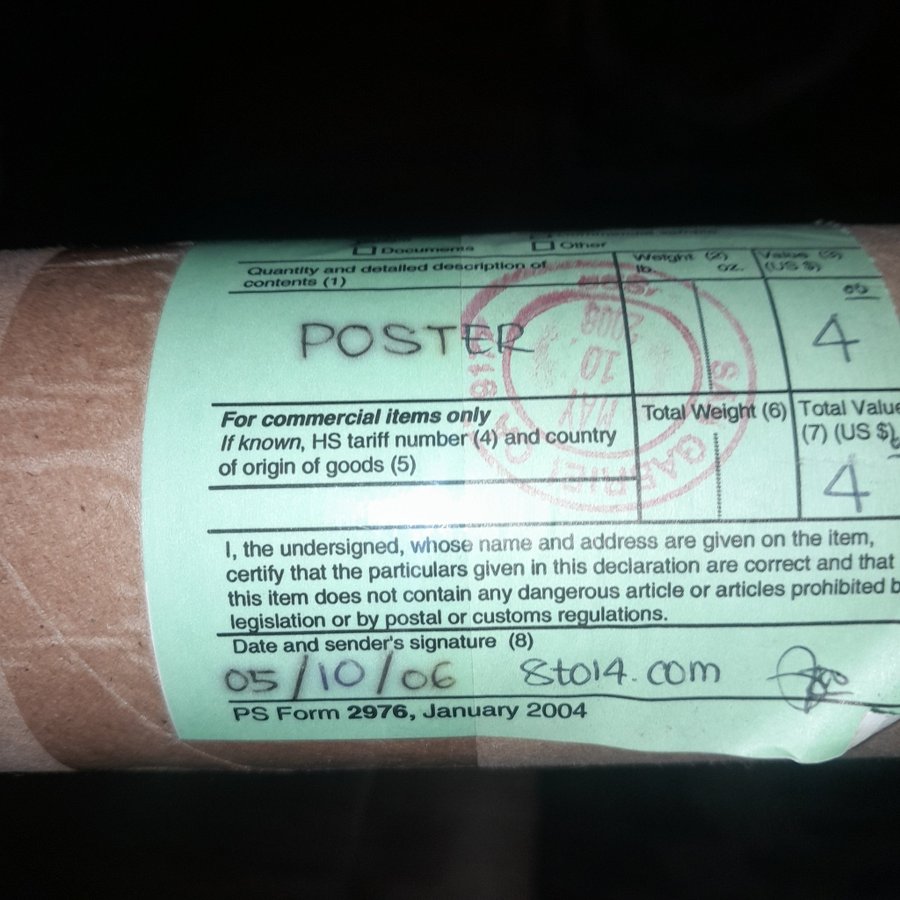 Documents Other
Quantity and detailed description of contents (1)
Weight (2) lb. oz.
Value (3) (US $)
POSTER
4 00
For commercial items only
If known, HS tariff number (4) and country
of origin of goods (5)
Total Weight (6)
Total Value
(7) (US $)
4
I, the undersigned, whose name and address are given on the item,
certify that the particulars given in this declaration are correct and that
this item does not contain any dangerous article or articles prohibited b
legislation or by postal or customs regulations.
Date and sender's signature (8)
05/10/06 8to14.com
PS Form 2976, January 2004
SAN GABRIEL CA
MAY
10